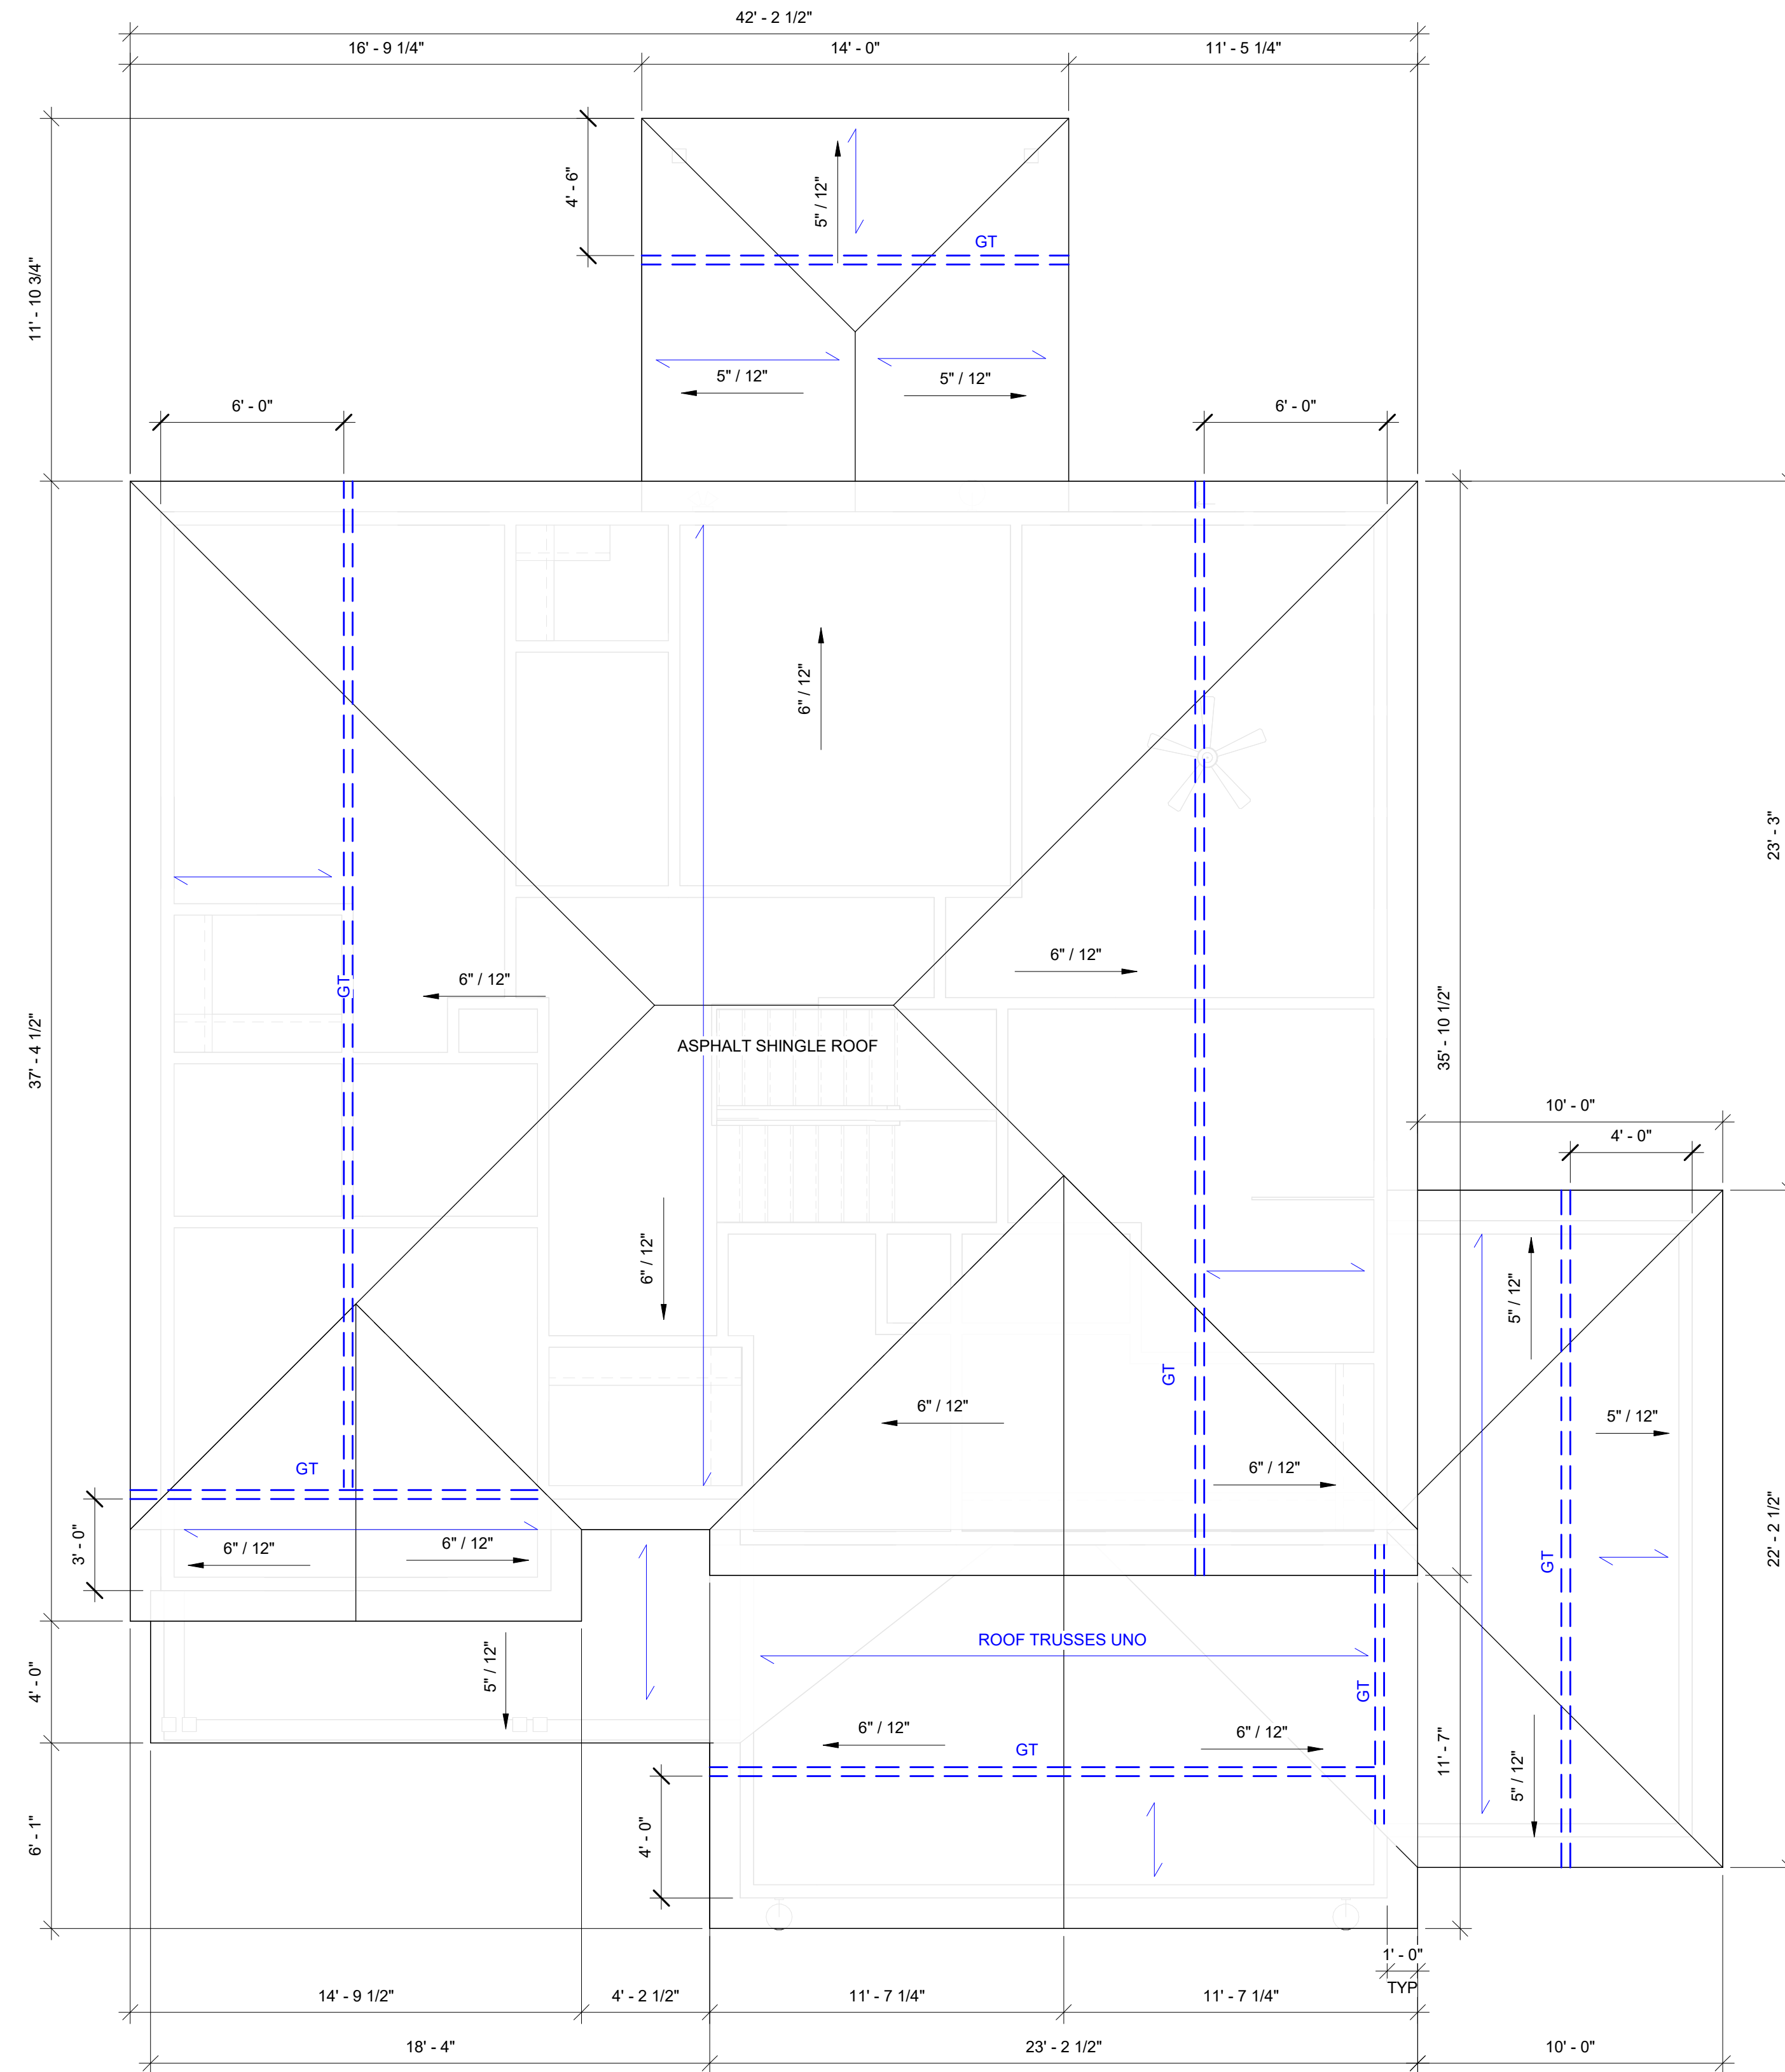 42' - 2 1/2"
16' - 9 1/4"
14' - 0"
11' - 5 1/4"
4' - 6"
5" / 12"
GT
11' - 10 3/4"
5" / 12"
5" / 12"
6' - 0"
6' - 0"
6" / 12"
23' - 3"
6" / 12"
6" / 12"
GT
ASPHALT SHINGLE ROOF
37' - 4 1/2"
35' - 10 1/2"
10' - 0"
4' - 0"
6" / 12"
5" / 12"
GT
6" / 12"
5" / 12"
GT
6" / 12"
3' - 0"
6" / 12"
6" / 12"
GT
22' - 2 1/2"
ROOF TRUSSES UNO
5" / 12"
4' - 0"
GT
6" / 12"
6" / 12"
GT
11' - 7"
5" / 12"
6' - 1"
4' - 0"
1' - 0"
TYP
14' - 9 1/2"
4' - 2 1/2"
11' - 7 1/4"
11' - 7 1/4"
18' - 4"
23' - 2 1/2"
10' - 0"